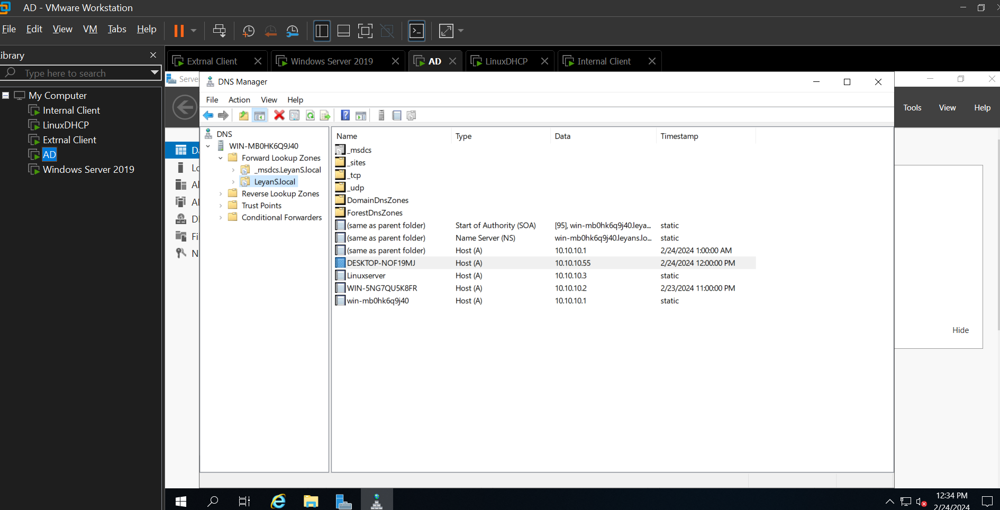 AD - VMware Workstation
File Edit View VM Tabs Help
ibrary
Type here to search
My Computer
Internal Client
LinuxDHCP
Extrnal Client
AD
Windows Server 2019
Extrnal Client Windows Server 2019 AD LinuxDHCP Internal Client
Serve
DNS Manager
File Action View Help
Tools View Help
DNS
WIN-MB0HK6Q9J40
Forward Lookup Zones
_msdcs.LeyanS.local
LeyanS.local
Reverse Lookup Zones
Trust Points
Conditional Forwarders
Name Type Data Timestamp
_msdcs
_sites
_tcp
_udp
DomainDnsZones
ForestDnsZones
(same as parent folder) Start of Authority (SOA) [95], win-mb0hk6q9j40.leya... static
(same as parent folder) Name Server (NS) win-mb0hk6q9j40.leyans.lo... static
(same as parent folder) Host (A) 10.10.10.1 2/24/2024 1:00:00 AM
DESKTOP-NOF19MJ Host (A) 10.10.10.55 2/24/2024 12:00:00 PM
Linuxserver Host (A) 10.10.10.3 static
WIN-5NG7QU5K8FR Host (A) 10.10.10.2 2/23/2024 11:00:00 PM
win-mb0hk6q9j40 Host (A) 10.10.10.1 static
Hide
12:34 PM
2/24/2024